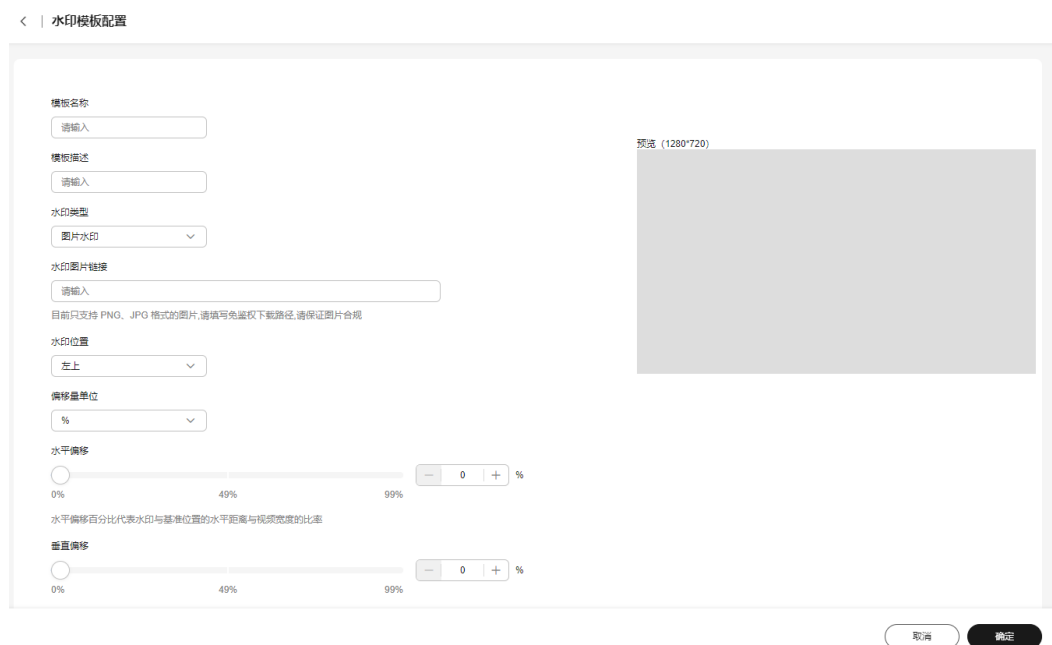 水印模板配置
模板名称
请输入
模板描述
请输入
水印类型
图片水印
水印图片链接
请输入
目前只支持 PNG、JPG 格式的图片,请填写免鉴权下载路径,请保证图片合规
水印位置
左上
偏移量单位
%
水平偏移
0 %
0% 49% 99%
水平偏移百分比代表水印与基准位置的水平距离与视频宽度的比率
垂直偏移
0 %
0% 49% 99%
预览（1280*720）
取消 确定